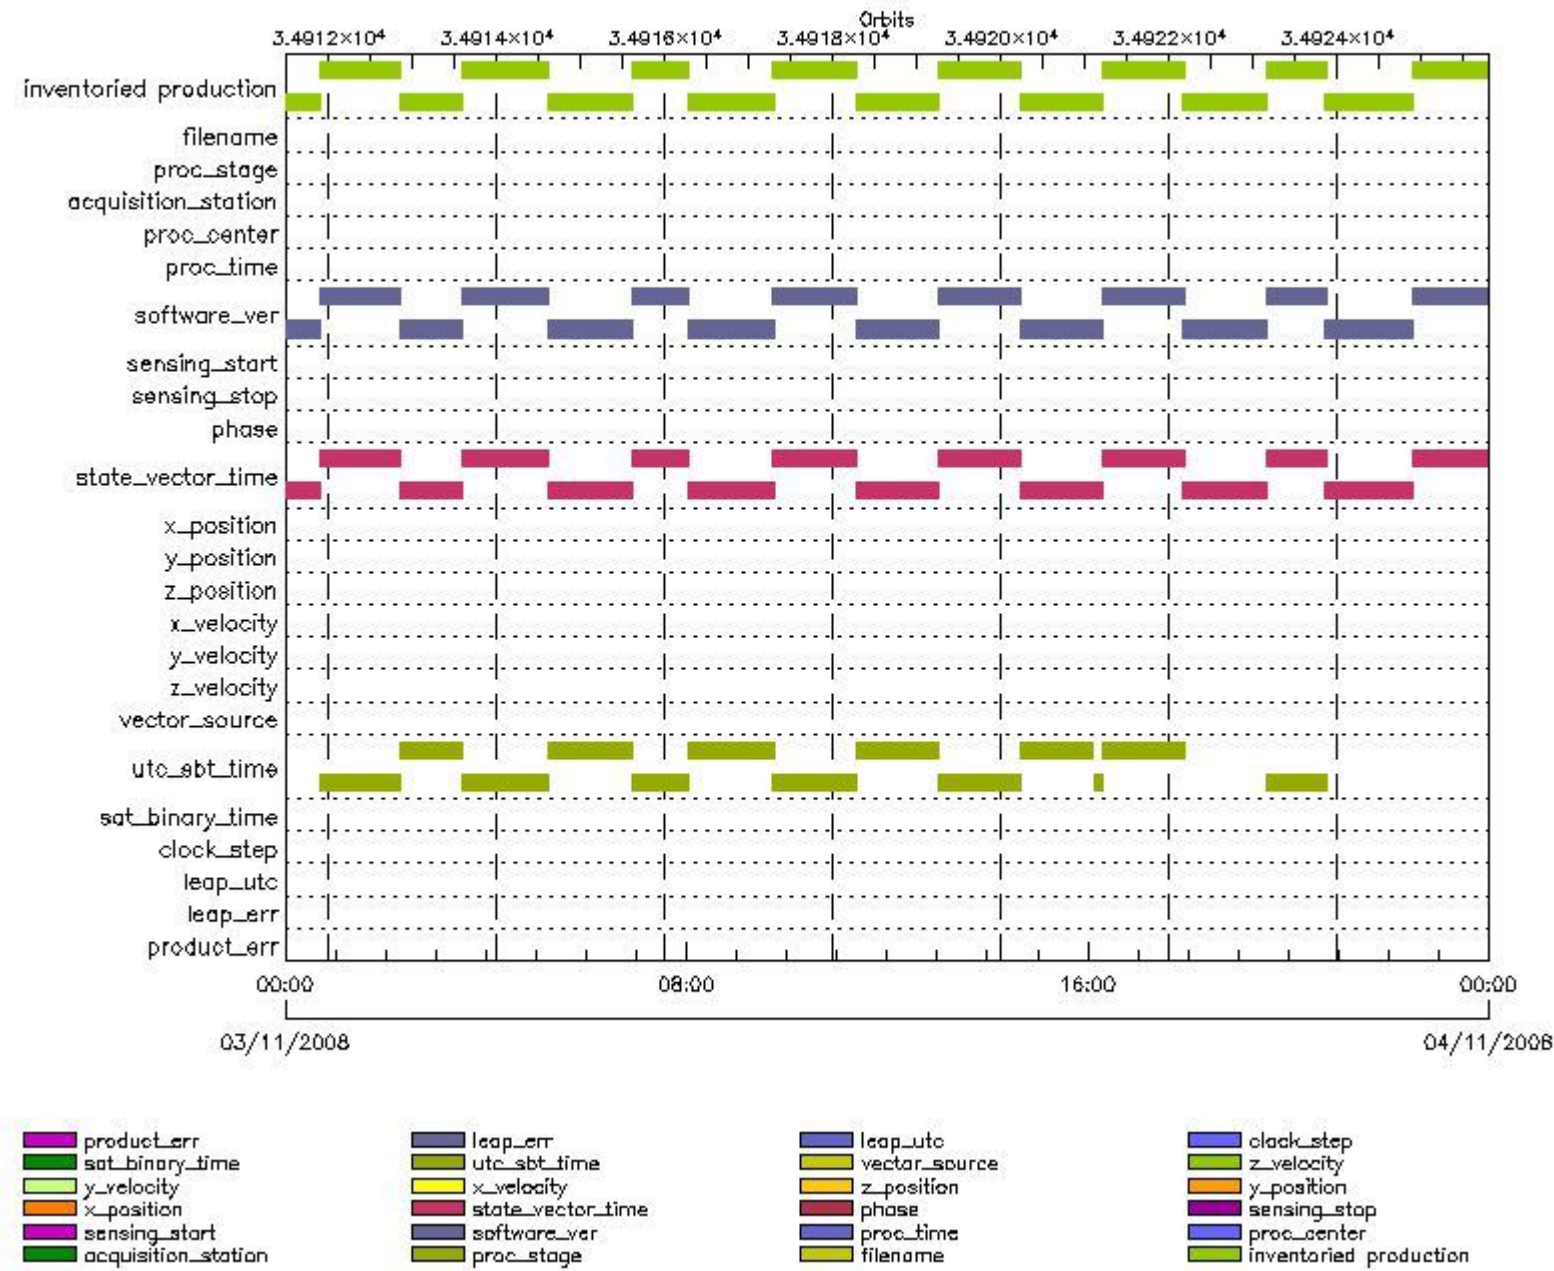 Orbits
3.4912×10⁴ 3.4914×10⁴ 3.4916×10⁴ 3.4918×10⁴ 3.4920×10⁴ 3.4922×10⁴ 3.4924×10⁴
inventoried production
filename
proc_stage
acquisition_station
proc_center
proc_time
software_ver
sensing_start
sensing_stop
phase
state_vector_time
x_position
y_position
z_position
x_velocity
y_velocity
z_velocity
vector_source
utc_sbt_time
sat_binary_time
clock_step
leap_utc
leap_err
product_err
00:00 08:00 16:00 00:00
03/11/2008 04/11/2008
product_err leap_err leap_utc clock_step
sat_binary_time utc_sbt_time vector_source z_velocity
y_velocity x_velocity z_position y_position
x_position state_vector_time phase sensing_stop
sensing_start software_ver proc_time proc_center
acquisition_station proc_stage filename inventoried production